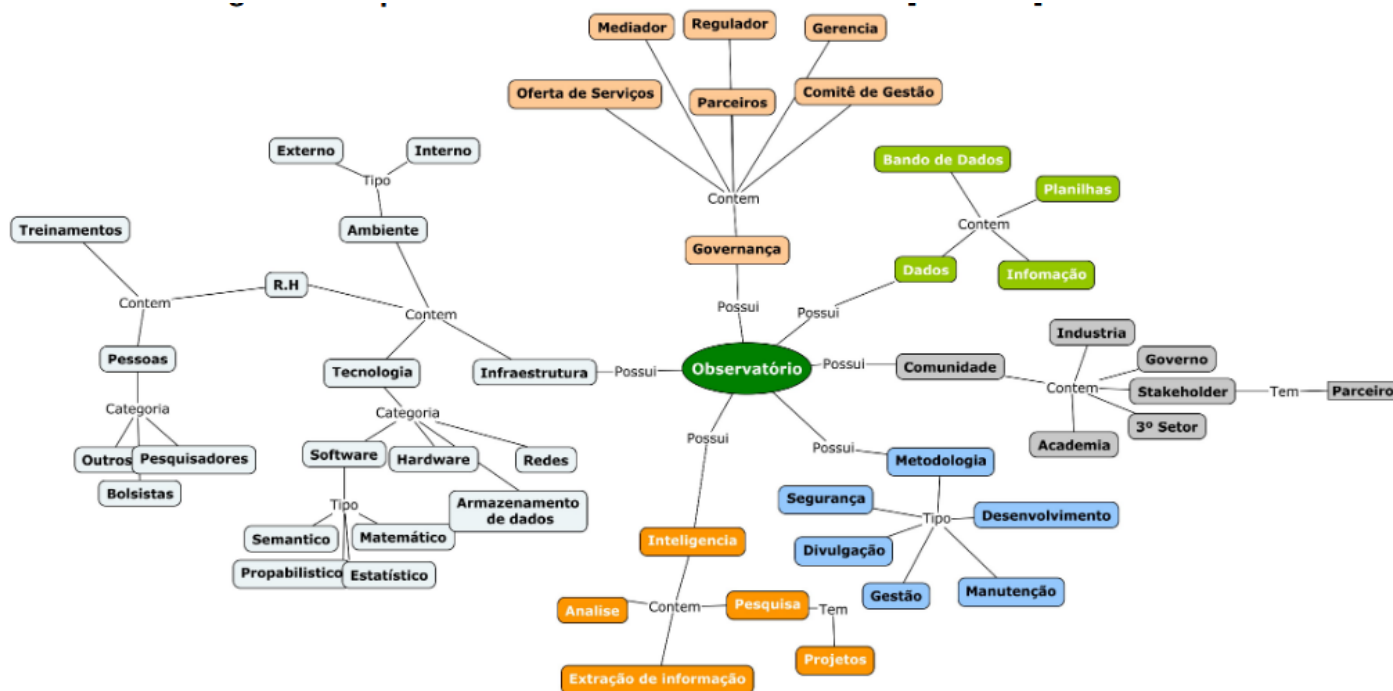 Mediador
Regulador
Gerencia
Oferta de Serviços
Parceiros
Comitê de Gestão
Contem
Governança
Possui
Externo
Interno
Tipo
Ambiente
Treinamentos
R.H
Contem
Contem
Pessoas
Categoria
Outros
Pesquisadores
Bolsistas
Tecnologia
Infraestrutura
Possui
Categoria
Software
Hardware
Redes
Armazenamento
de dados
Tipo
Semantico
Matemático
Propabilistico
Estatístico
Bando de Dados
Planilhas
Contem
Dados
Infomação
Possui
Observatório
Possui
Comunidade
Industria
Governo
Contem
Stakeholder
Tem
Parceiro
3º Setor
Academia
Possui
Metodologia
Segurança
Tipo
Desenvolvimento
Divulgação
Gestão
Manutenção
Possui
Inteligencia
Analise
Contem
Pesquisa
Tem
Projetos
Extração de informação